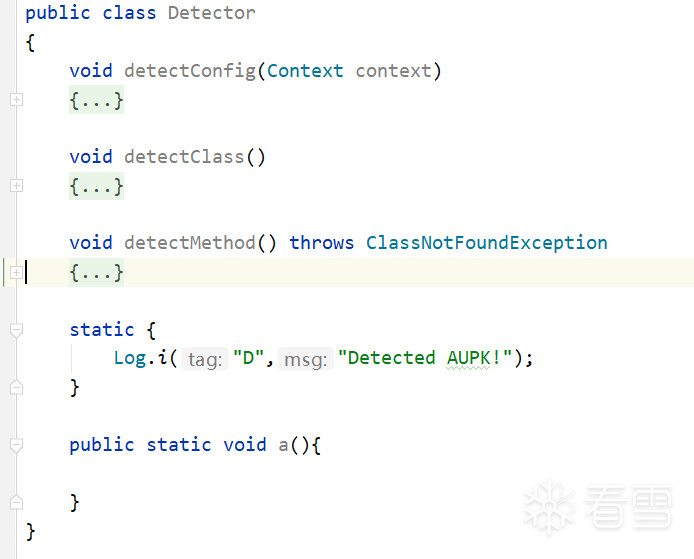 public class Detector
{
void detectConfig(Context context)
{...}
void detectClass()
{...}
void detectMethod() throws ClassNotFoundException
{...}
static {
Log.i( tag: "D", msg: "Detected AUPK!");
}
public static void a(){
}
}
看雪